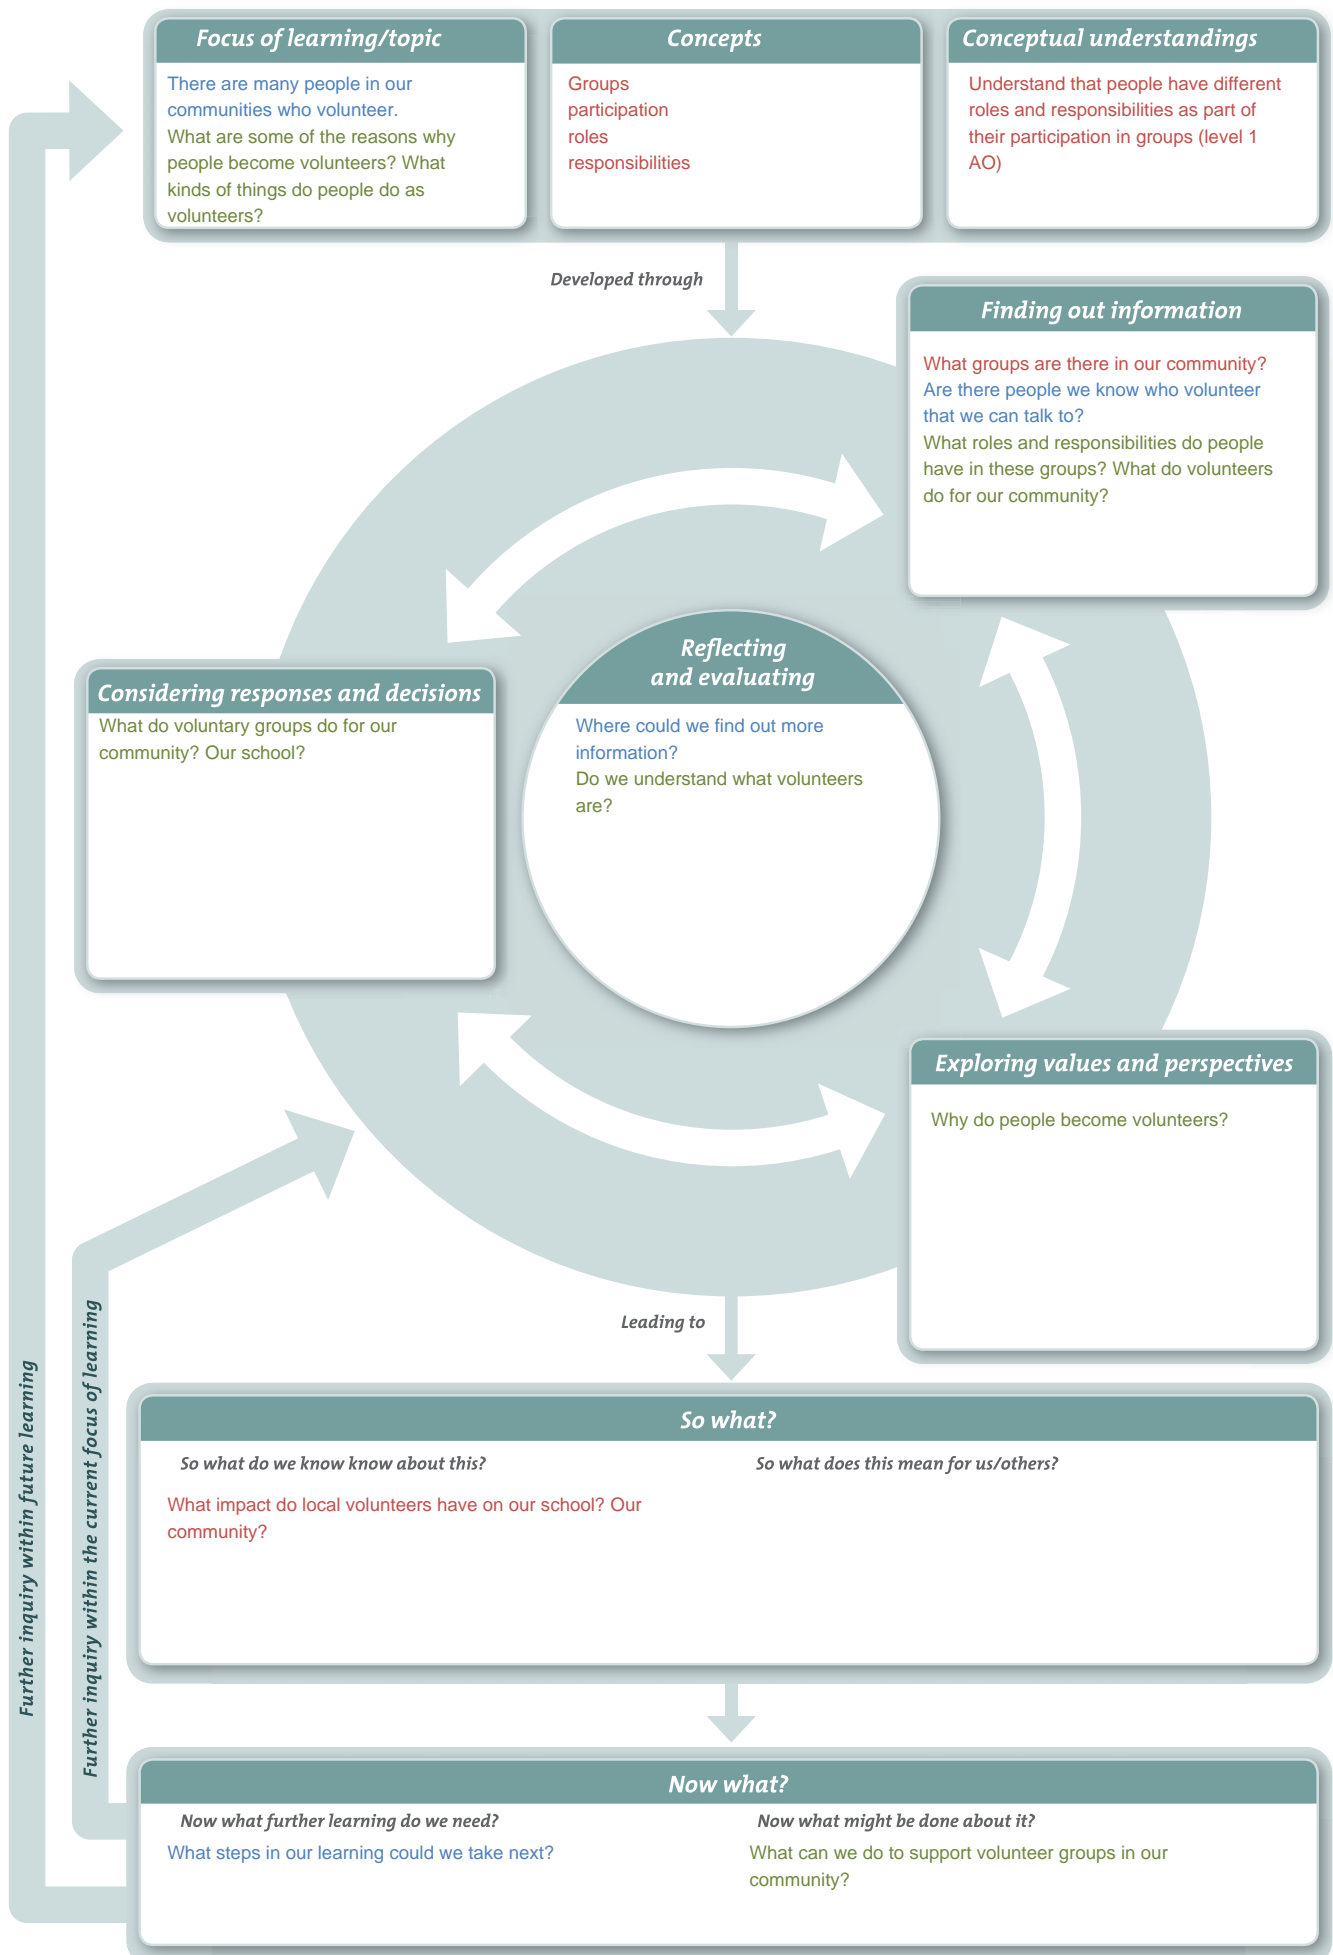 Focus of learning/topic
There are many people in our
communities who volunteer.
What are some of the reasons why
people become volunteers? What
kinds of things do people do as
volunteers?
Concepts
Groups
participation
roles
responsibilities
Conceptual understandings
Understand that people have different
roles and responsibilities as part of
their participation in groups (level 1
AO)
Developed through
Finding out information
What groups are there in our community?
Are there people we know who volunteer
that we can talk to?
What roles and responsibilities do people
have in these groups? What do volunteers
do for our community?
Considering responses and decisions
What do voluntary groups do for our
community? Our school?
Reflecting
and evaluating
Where could we find out more
information?
Do we understand what volunteers
are?
Exploring values and perspectives
Why do people become volunteers?
Leading to
So what?
So what do we know know about this?
What impact do local volunteers have on our school? Our
community?
So what does this mean for us/others?
Now what?
Now what further learning do we need?
What steps in our learning could we take next?
Now what might be done about it?
What can we do to support volunteer groups in our
community?
Further inquiry within future learning
Further inquiry within the current focus of learning